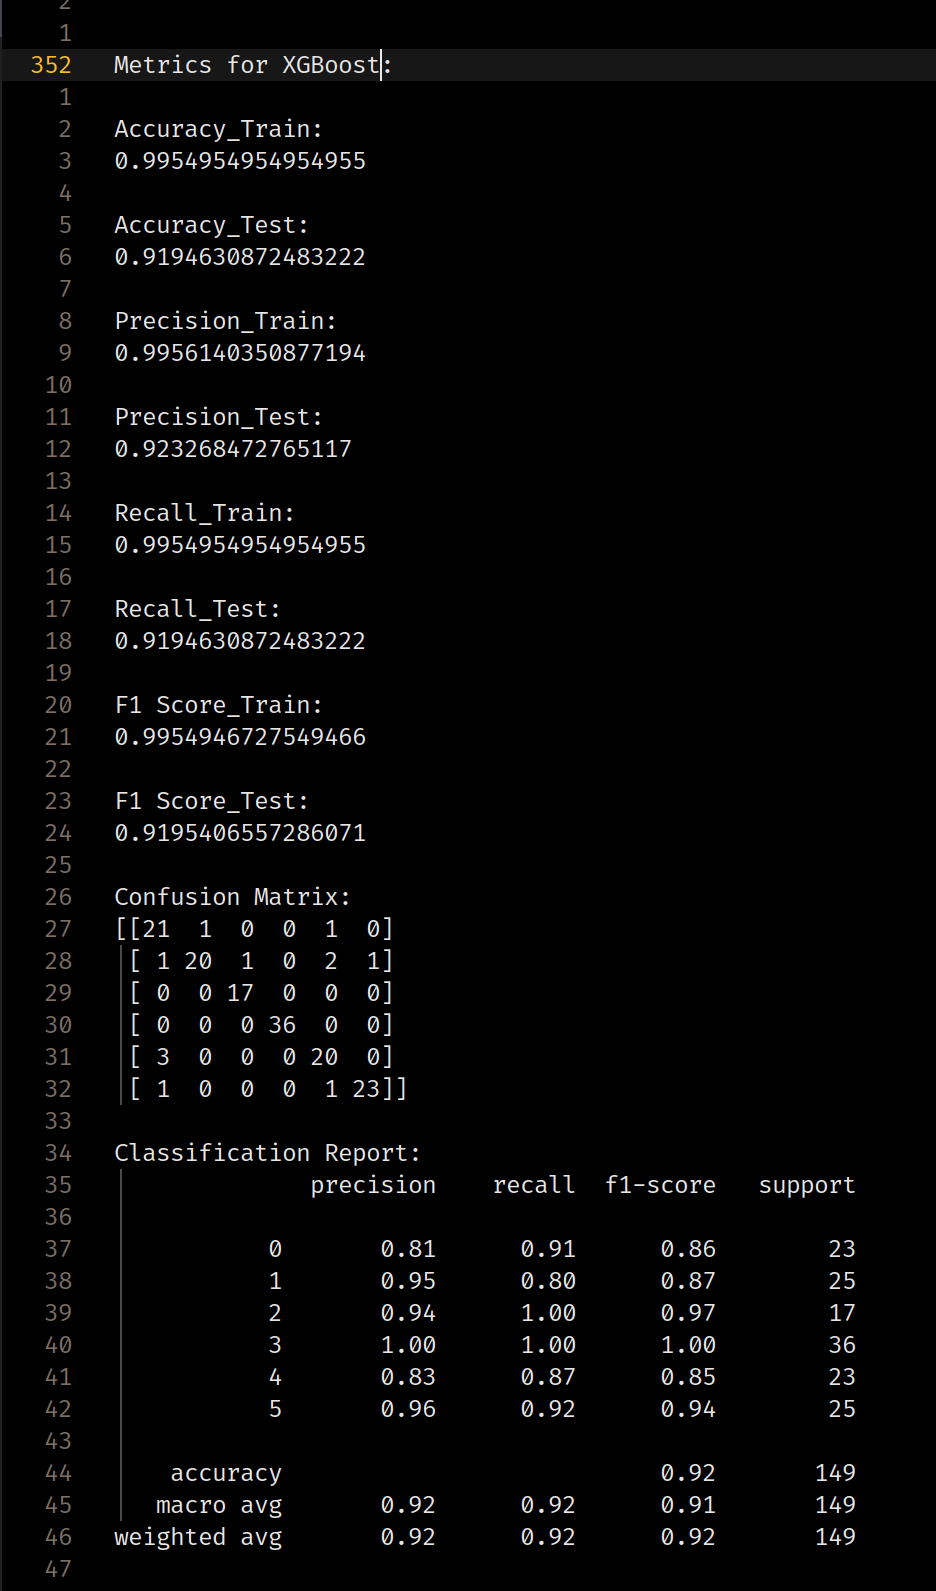 2
1
352 Metrics for XGBoost:
1
2 Accuracy_Train:
3 0.9954954954954955
4
5 Accuracy_Test:
6 0.9194630872483222
7
8 Precision_Train:
9 0.9956140350877194
10
11 Precision_Test:
12 0.923268472765117
13
14 Recall_Train:
15 0.9954954954954955
16
17 Recall_Test:
18 0.9194630872483222
19
20 F1 Score_Train:
21 0.9954946727549466
22
23 F1 Score_Test:
24 0.9195406557286071
25
26 Confusion Matrix:
27 [[21  1  0  0  1  0]
28  [ 1 20  1  0  2  1]
29  [ 0  0 17  0  0  0]
30  [ 0  0  0 36  0  0]
31  [ 3  0  0  0 20  0]
32  [ 1  0  0  0  1 23]]
33
34 Classification Report:
35               precision    recall  f1-score   support
36
37            0       0.81      0.91      0.86        23
38            1       0.95      0.80      0.87        25
39            2       0.94      1.00      0.97        17
40            3       1.00      1.00      1.00        36
41            4       0.83      0.87      0.85        23
42            5       0.96      0.92      0.94        25
43
44     accuracy                           0.92       149
45    macro avg       0.92      0.92      0.91       149
46 weighted avg       0.92      0.92      0.92       149
47